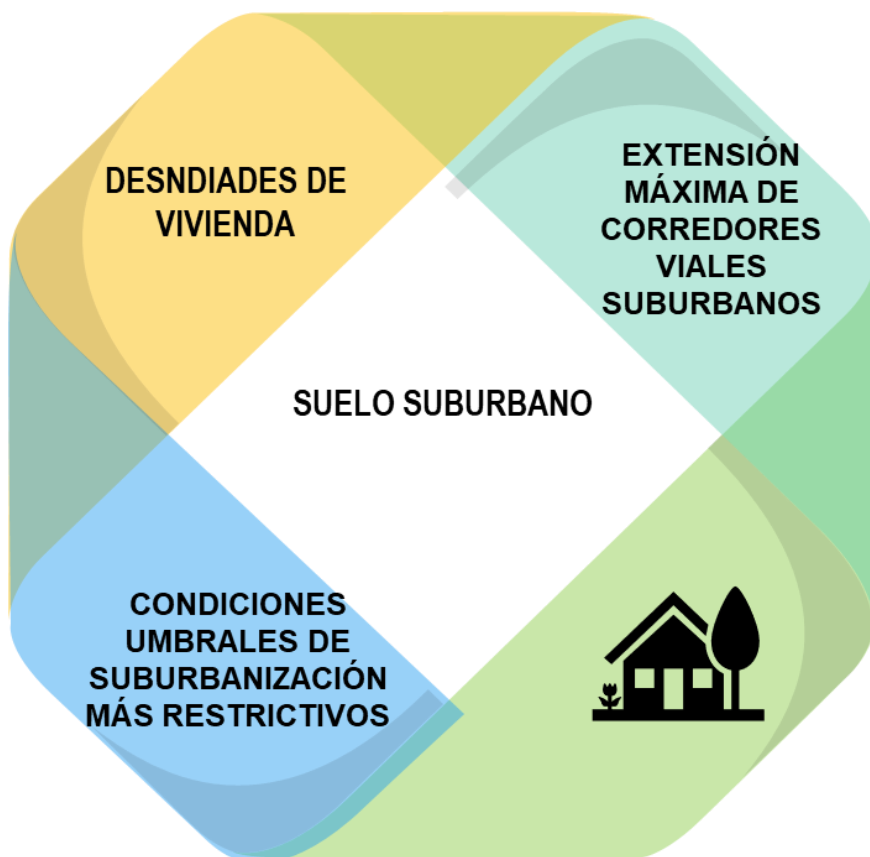 DESNDIADES DE
VIVIENDA
EXTENSIÓN
MÁXIMA DE
CORREDORES
VIALES
SUBURBANOS
SUELO SUBURBANO
CONDICIONES
UMBRALES DE
SUBURBANIZACIÓN
MÁS RESTRICTIVOS